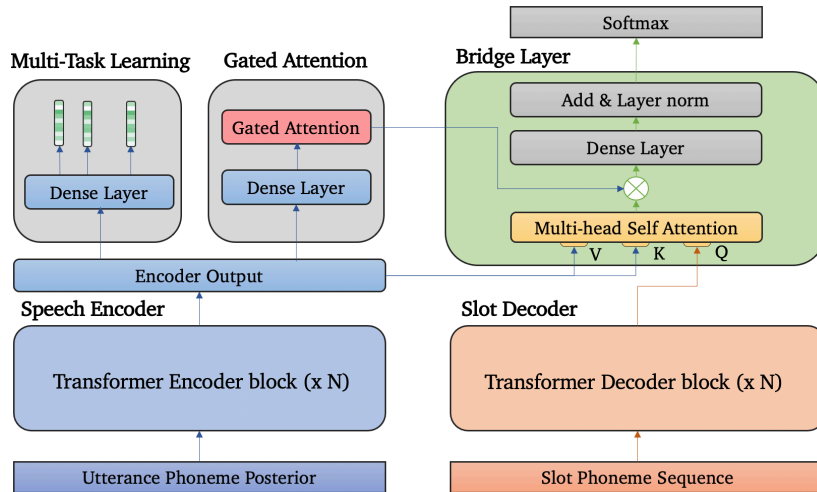 Softmax
Multi-Task Learning
Gated Attention
Bridge Layer
Add & Layer norm
Gated Attention
Dense Layer
Dense Layer
Dense Layer
Multi-head Self Attention
V
K
Q
Encoder Output
Speech Encoder
Slot Decoder
Transformer Encoder block (x N)
Transformer Decoder block (x N)
Utterance Phoneme Posterior
Slot Phoneme Sequence